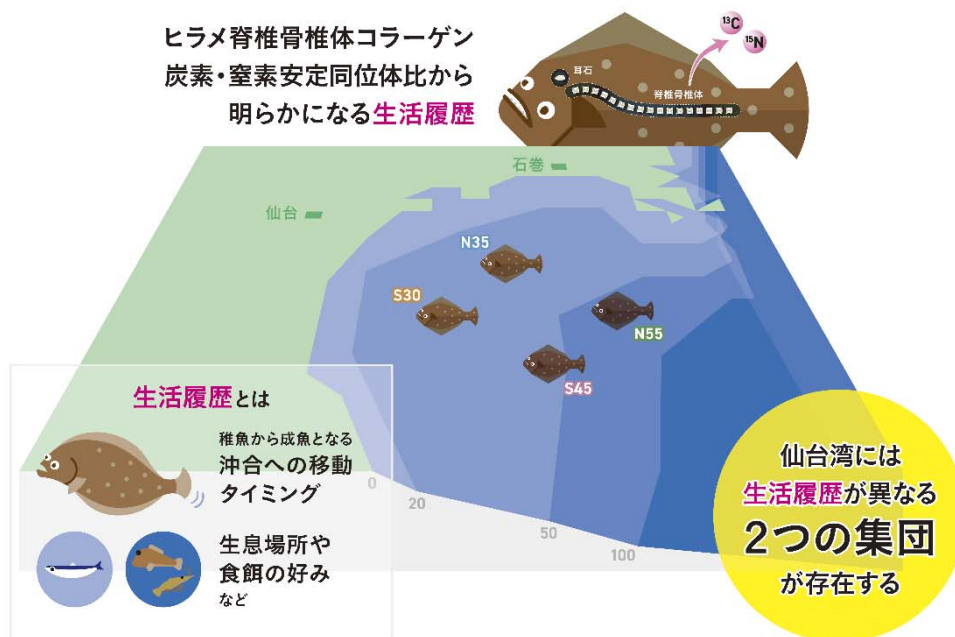 ヒラメ脊椎骨椎体コラーゲン
炭素・窒素安定同位体比から
明らかになる生活履歴
13C
15N
耳石
脊椎骨椎体
石巻
仙台
N35
S30
N55
S45
生活履歴とは
稚魚から成魚となる
沖合への移動
タイミング
生息場所や
食餌の好み
など
0
20
50
100
仙台湾には
生活履歴が異なる
2つの集団
が存在する